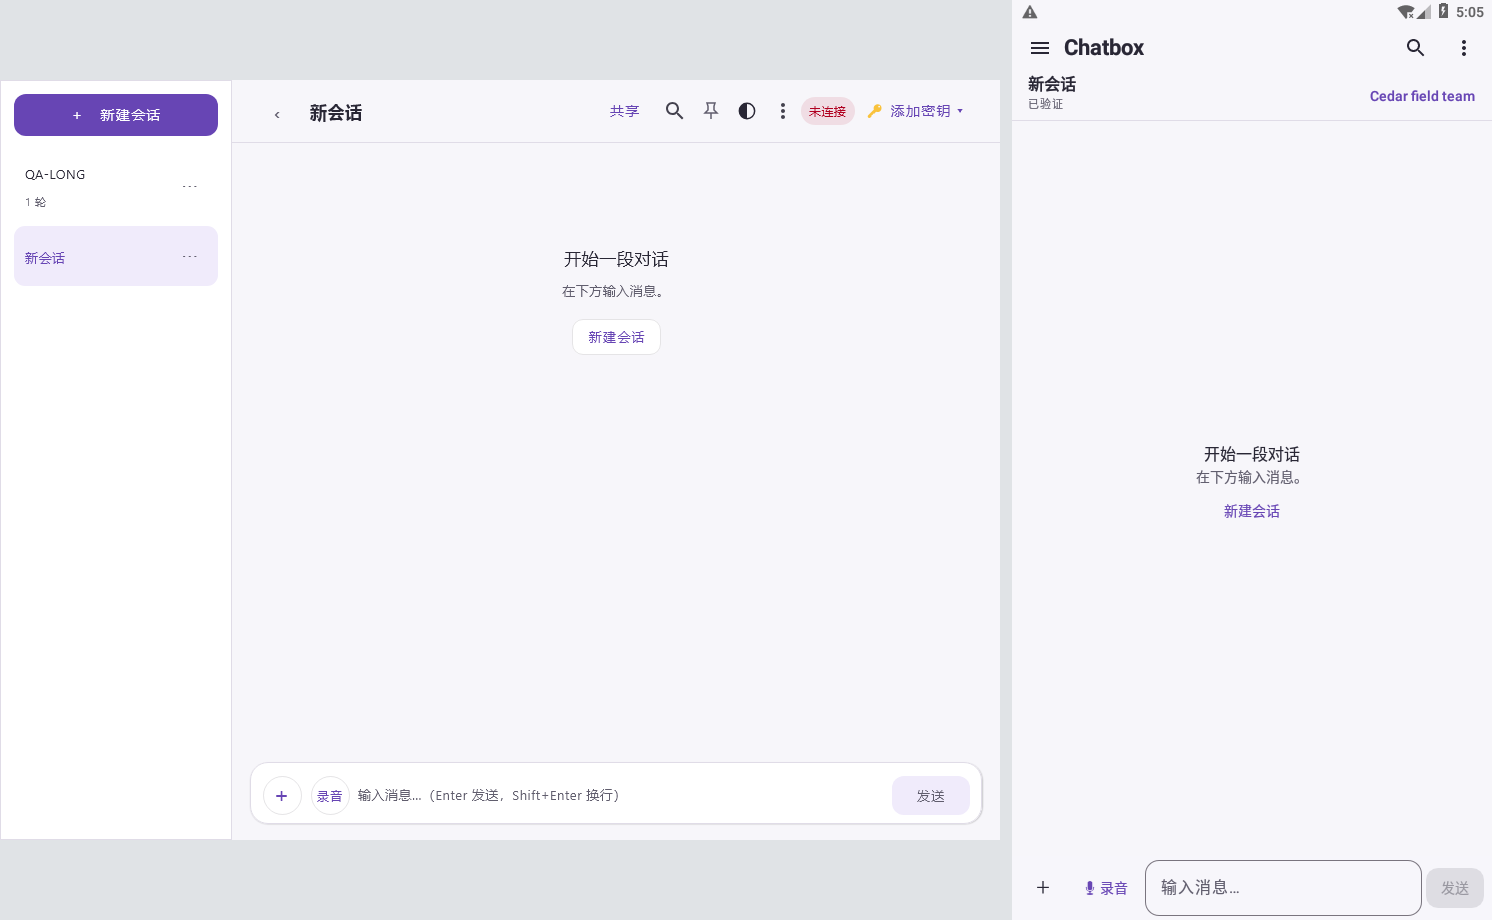 + 新建会话
QA-LONG
1 轮
新会话
‹ 新会话 共享 未连接 添加密钥
开始一段对话
在下方输入消息。
新建会话
+ 录音 输入消息...（Enter 发送，Shift+Enter 换行） 发送
5:05
Chatbox
新会话
已验证
Cedar field team
开始一段对话
在下方输入消息。
新建会话
+ 录音 输入消息... 发送